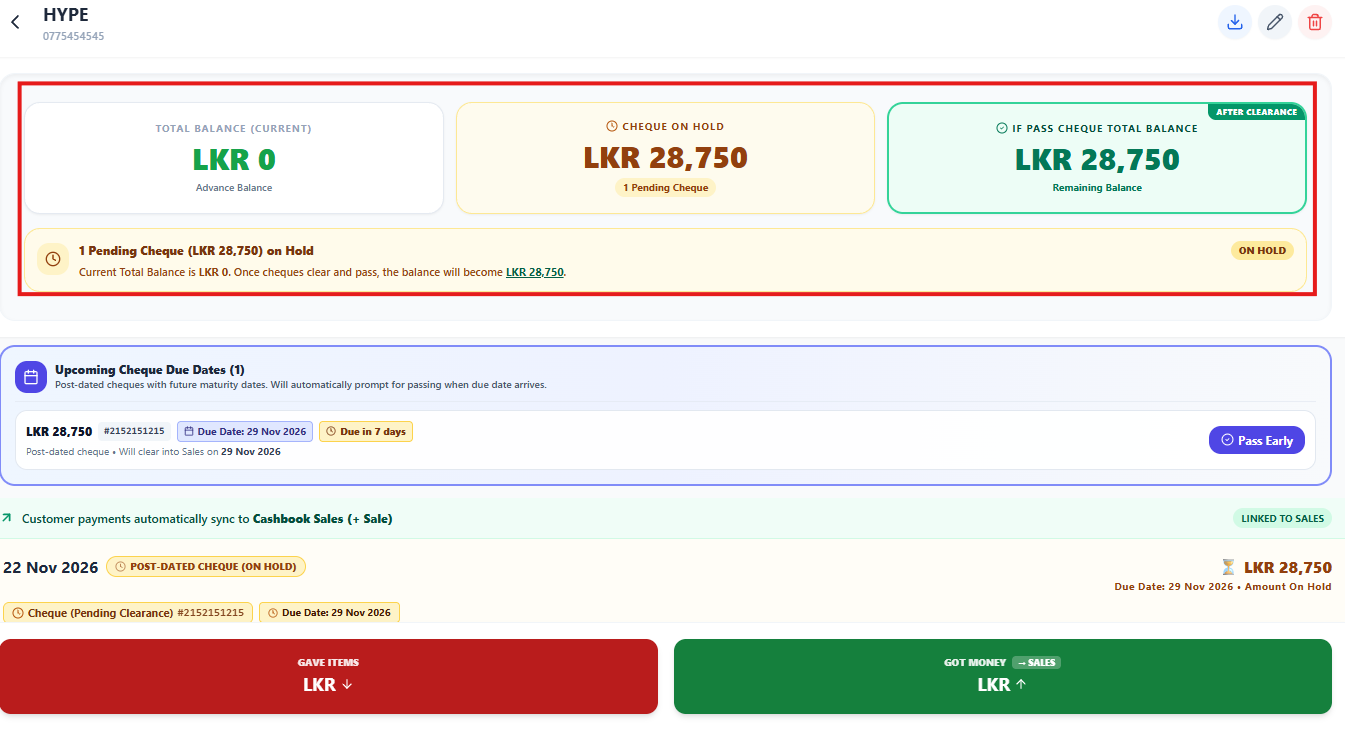 HYPE
0775454545
TOTAL BALANCE (CURRENT)
LKR 0
Advance Balance
CHEQUE ON HOLD
LKR 28,750
1 Pending Cheque
AFTER CLEARANCE
IF PASS CHEQUE TOTAL BALANCE
LKR 28,750
Remaining Balance
1 Pending Cheque (LKR 28,750) on Hold
Current Total Balance is LKR 0. Once cheques clear and pass, the balance will become LKR 28,750.
ON HOLD
Upcoming Cheque Due Dates (1)
Post-dated cheques with future maturity dates. Will automatically prompt for passing when due date arrives.
LKR 28,750 #2152151215 Due Date: 29 Nov 2026 Due in 7 days
Post-dated cheque • Will clear into Sales on 29 Nov 2026
Pass Early
Customer payments automatically sync to Cashbook Sales (+ Sale)
LINKED TO SALES
22 Nov 2026 POST-DATED CHEQUE (ON HOLD)
LKR 28,750
Due Date: 29 Nov 2026 • Amount On Hold
Cheque (Pending Clearance) #2152151215 Due Date: 29 Nov 2026
GAVE ITEMS
LKR ↓
GOT MONEY → SALES
LKR ↑